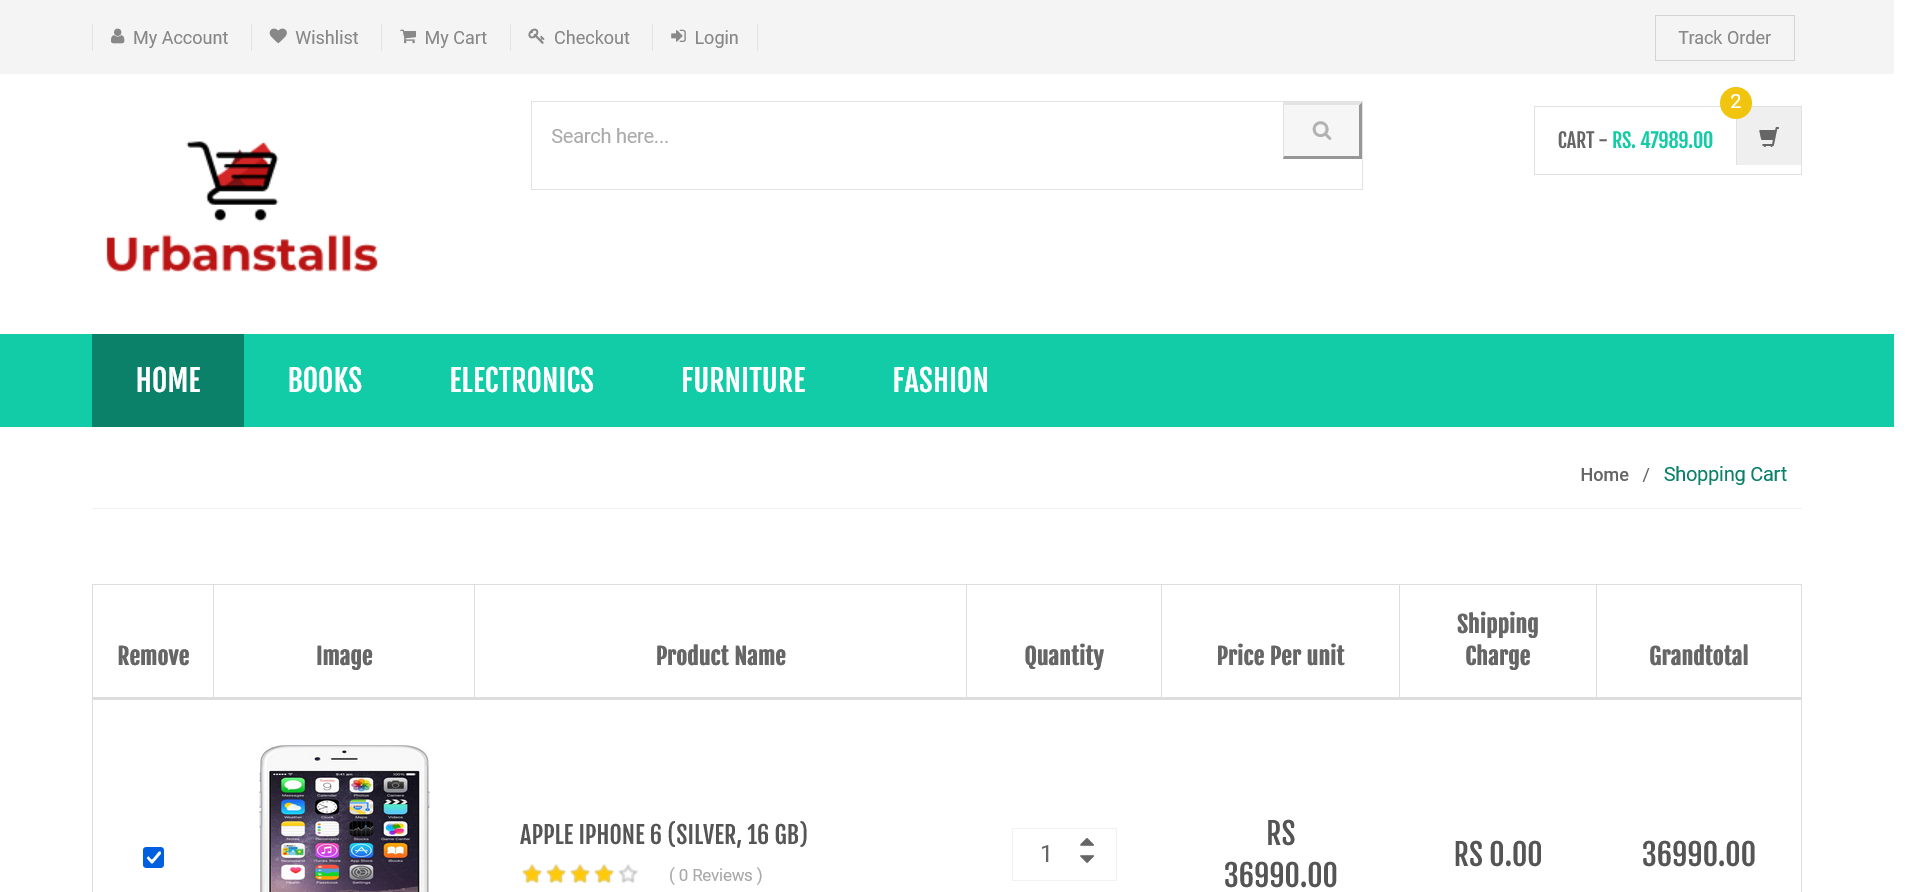 My Account
Wishlist
My Cart
Checkout
Login
Track Order
Search here...
2
CART - RS. 47989.00
Urbanstalls
HOME
BOOKS
ELECTRONICS
FURNITURE
FASHION
Home / Shopping Cart
Remove
Image
Product Name
Quantity
Price Per unit
Shipping
Charge
Grandtotal
APPLE IPHONE 6 (SILVER, 16 GB)
( 0 Reviews )
1
RS
36990.00
RS 0.00
36990.00